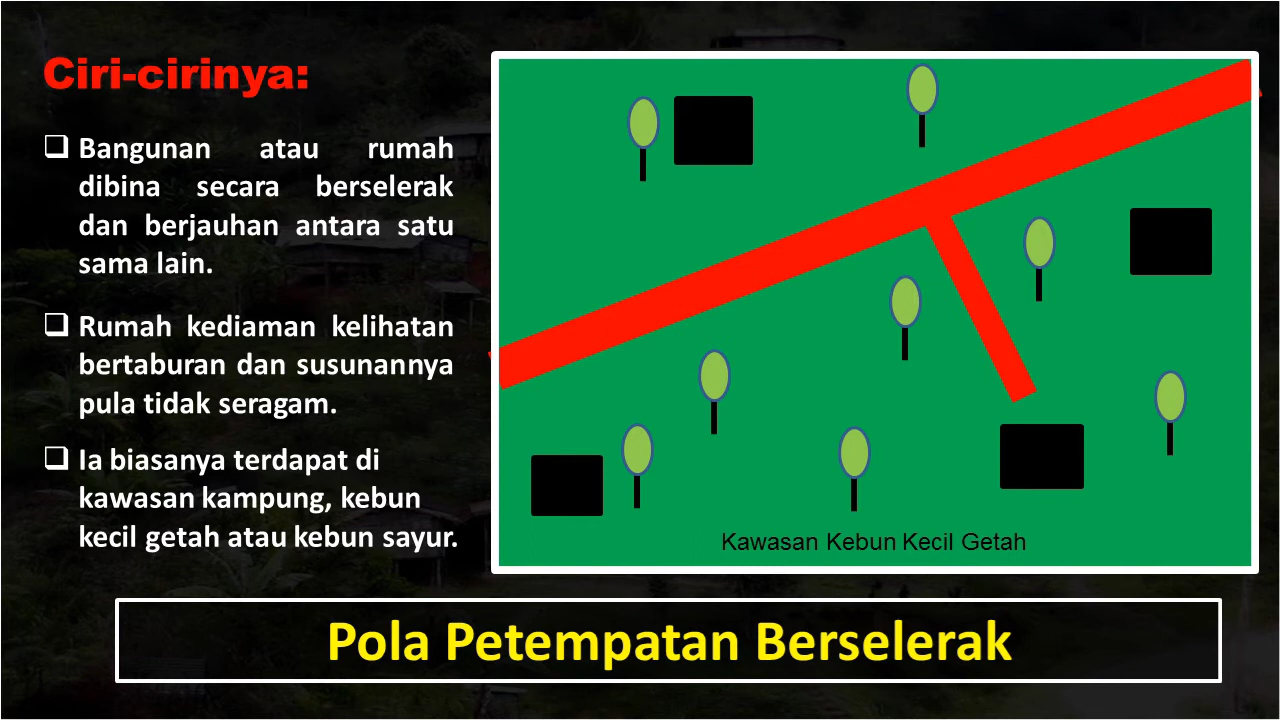 Ciri-cirinya:
Bangunan atau rumah
dibina secara berselerak
dan berjauhan antara satu
sama lain.
Rumah kediaman kelihatan
bertaburan dan susunannya
pula tidak seragam.
Ia biasanya terdapat di
kawasan kampung, kebun
kecil getah atau kebun sayur.
Kawasan Kebun Kecil Getah
Pola Petempatan Berselerak